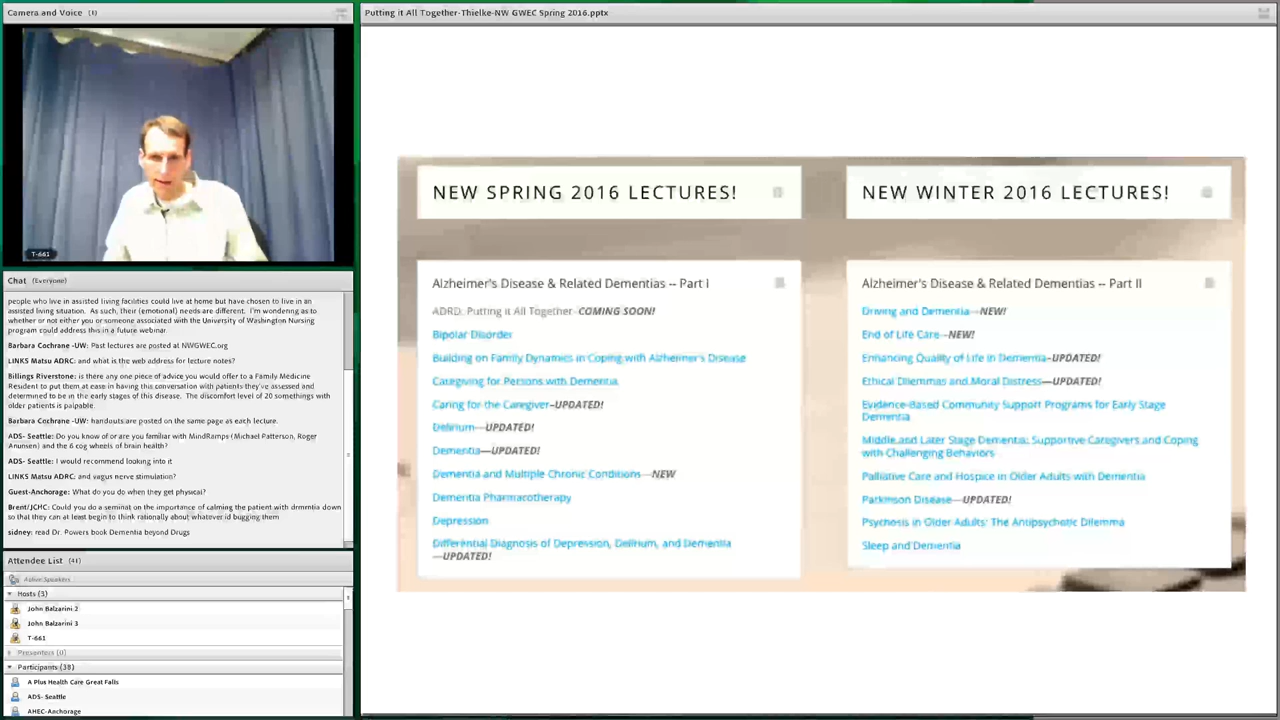 Camera and Voice (1)
T-661
Chat (Everyone)
people who live in assisted living facilities could live at home but have chosen to live in an
assisted living situation. As such, their (emotional) needs are different. I'm wondering as to
whether or not either you or someone associated with the University of Washington Nursing
program could address this in a future webinar.
Barbara Cochrane -UW: Past lectures are posted at NWGWEC.org
LINKS Matsu ADRC: and what is the web address for lecture notes?
Billings Riverstone: is there any one piece of advice you would offer to a Family Medicine
Resident to put them at ease in having this conversation with patients they've assessed and
determined to be in the early stages of this disease. The discomfort level of 20 somethings with
older patients is palpable.
Barbara Cochrane -UW: handouts are posted on the same page as each lecture.
ADS- Seattle: Do you know of or are you familiar with MindRamps (Michael Patterson, Roger
Anunsen) and the 6 cog wheels of brain health?
ADS- Seattle: I would recommend looking into it
LINKS Matsu ADRC: and vagus nerve stimulation?
Guest-Anchorage: What do you do when they get physical?
Brent/JCHC: Could you do a seminat on the importance of calming the patient with drmrntia down
so that they can at least begin to think rationally about whatever id bugging them
sidney: read Dr. Powers book Dementia beyond Drugs
Attendee List (41)
Active Speakers
Hosts (3)
John Balzarini 2
John Balzarini 3
T-661
Presenters (0)
Participants (38)
A Plus Health Care Great Falls
ADS- Seattle
AHEC-Anchorage
Putting it All Together-Thielke-NW GWEC Spring 2016.pptx
NEW SPRING 2016 LECTURES!
Alzheimer's Disease & Related Dementias -- Part I
ADRD: Putting it All Together--COMING SOON!
Bipolar Disorder
Building on Family Dynamics in Coping with Alzheimer's Disease
Caregiving for Persons with Dementia
Caring for the Caregiver--UPDATED!
Delirium—UPDATED!
Dementia—UPDATED!
Dementia and Multiple Chronic Conditions—NEW
Dementia Pharmacotherapy
Depression
Differential Diagnosis of Depression, Delirium, and Dementia
—UPDATED!
NEW WINTER 2016 LECTURES!
Alzheimer's Disease & Related Dementias -- Part II
Driving and Dementia—NEW!
End of Life Care—NEW!
Enhancing Quality of Life in Dementia--UPDATED!
Ethical Dilemmas and Moral Distress—UPDATED!
Evidence-Based Community Support Programs for Early Stage
Dementia
Middle and Later Stage Dementia: Supportive Caregivers and Coping
with Challenging Behaviors
Palliative Care and Hospice in Older Adults with Dementia
Parkinson Disease—UPDATED!
Psychosis in Older Adults: The Antipsychotic Dilemma
Sleep and Dementia